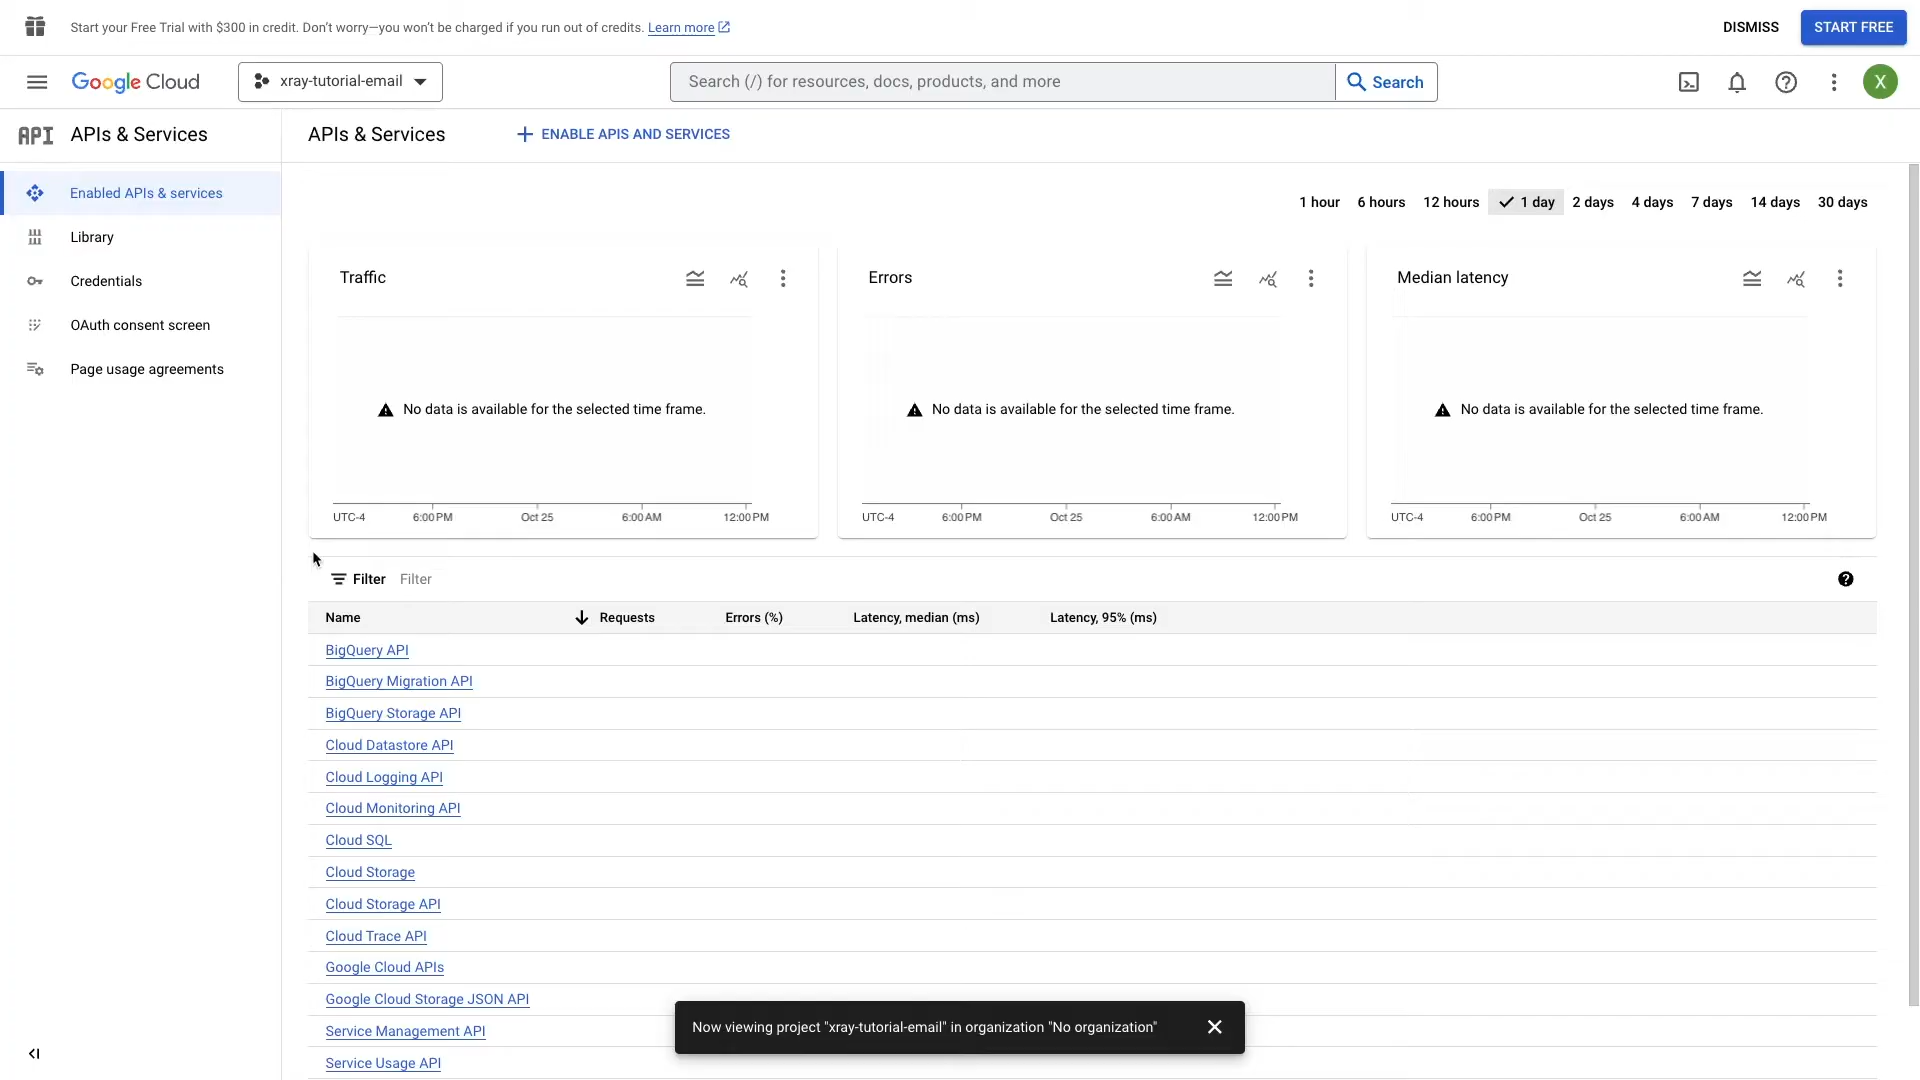 Start your Free Trial with $300 in credit. Don’t worry—you won’t be charged if you run out of credits. Learn more
DISMISS
START FREE
Google Cloud
xray-tutorial-email
Search (/) for resources, docs, products, and more
Search
X
API APIs & Services
APIs & Services
ENABLE APIS AND SERVICES
Enabled APIs & services
Library
Credentials
OAuth consent screen
Page usage agreements
1 hour 6 hours 12 hours 1 day 2 days 4 days 7 days 14 days 30 days
Traffic
No data is available for the selected time frame.
UTC-4 6:00 PM Oct 25 6:00 AM 12:00 PM
Errors
No data is available for the selected time frame.
UTC-4 6:00 PM Oct 25 6:00 AM 12:00 PM
Median latency
No data is available for the selected time frame.
UTC-4 6:00 PM Oct 25 6:00 AM 12:00 PM
Filter Filter
Name Requests Errors (%) Latency, median (ms) Latency, 95% (ms)
BigQuery API
BigQuery Migration API
BigQuery Storage API
Cloud Datastore API
Cloud Logging API
Cloud Monitoring API
Cloud SQL
Cloud Storage
Cloud Storage API
Cloud Trace API
Google Cloud APIs
Google Cloud Storage JSON API
Service Management API
Service Usage API
Now viewing project "xray-tutorial-email" in organization "No organization"